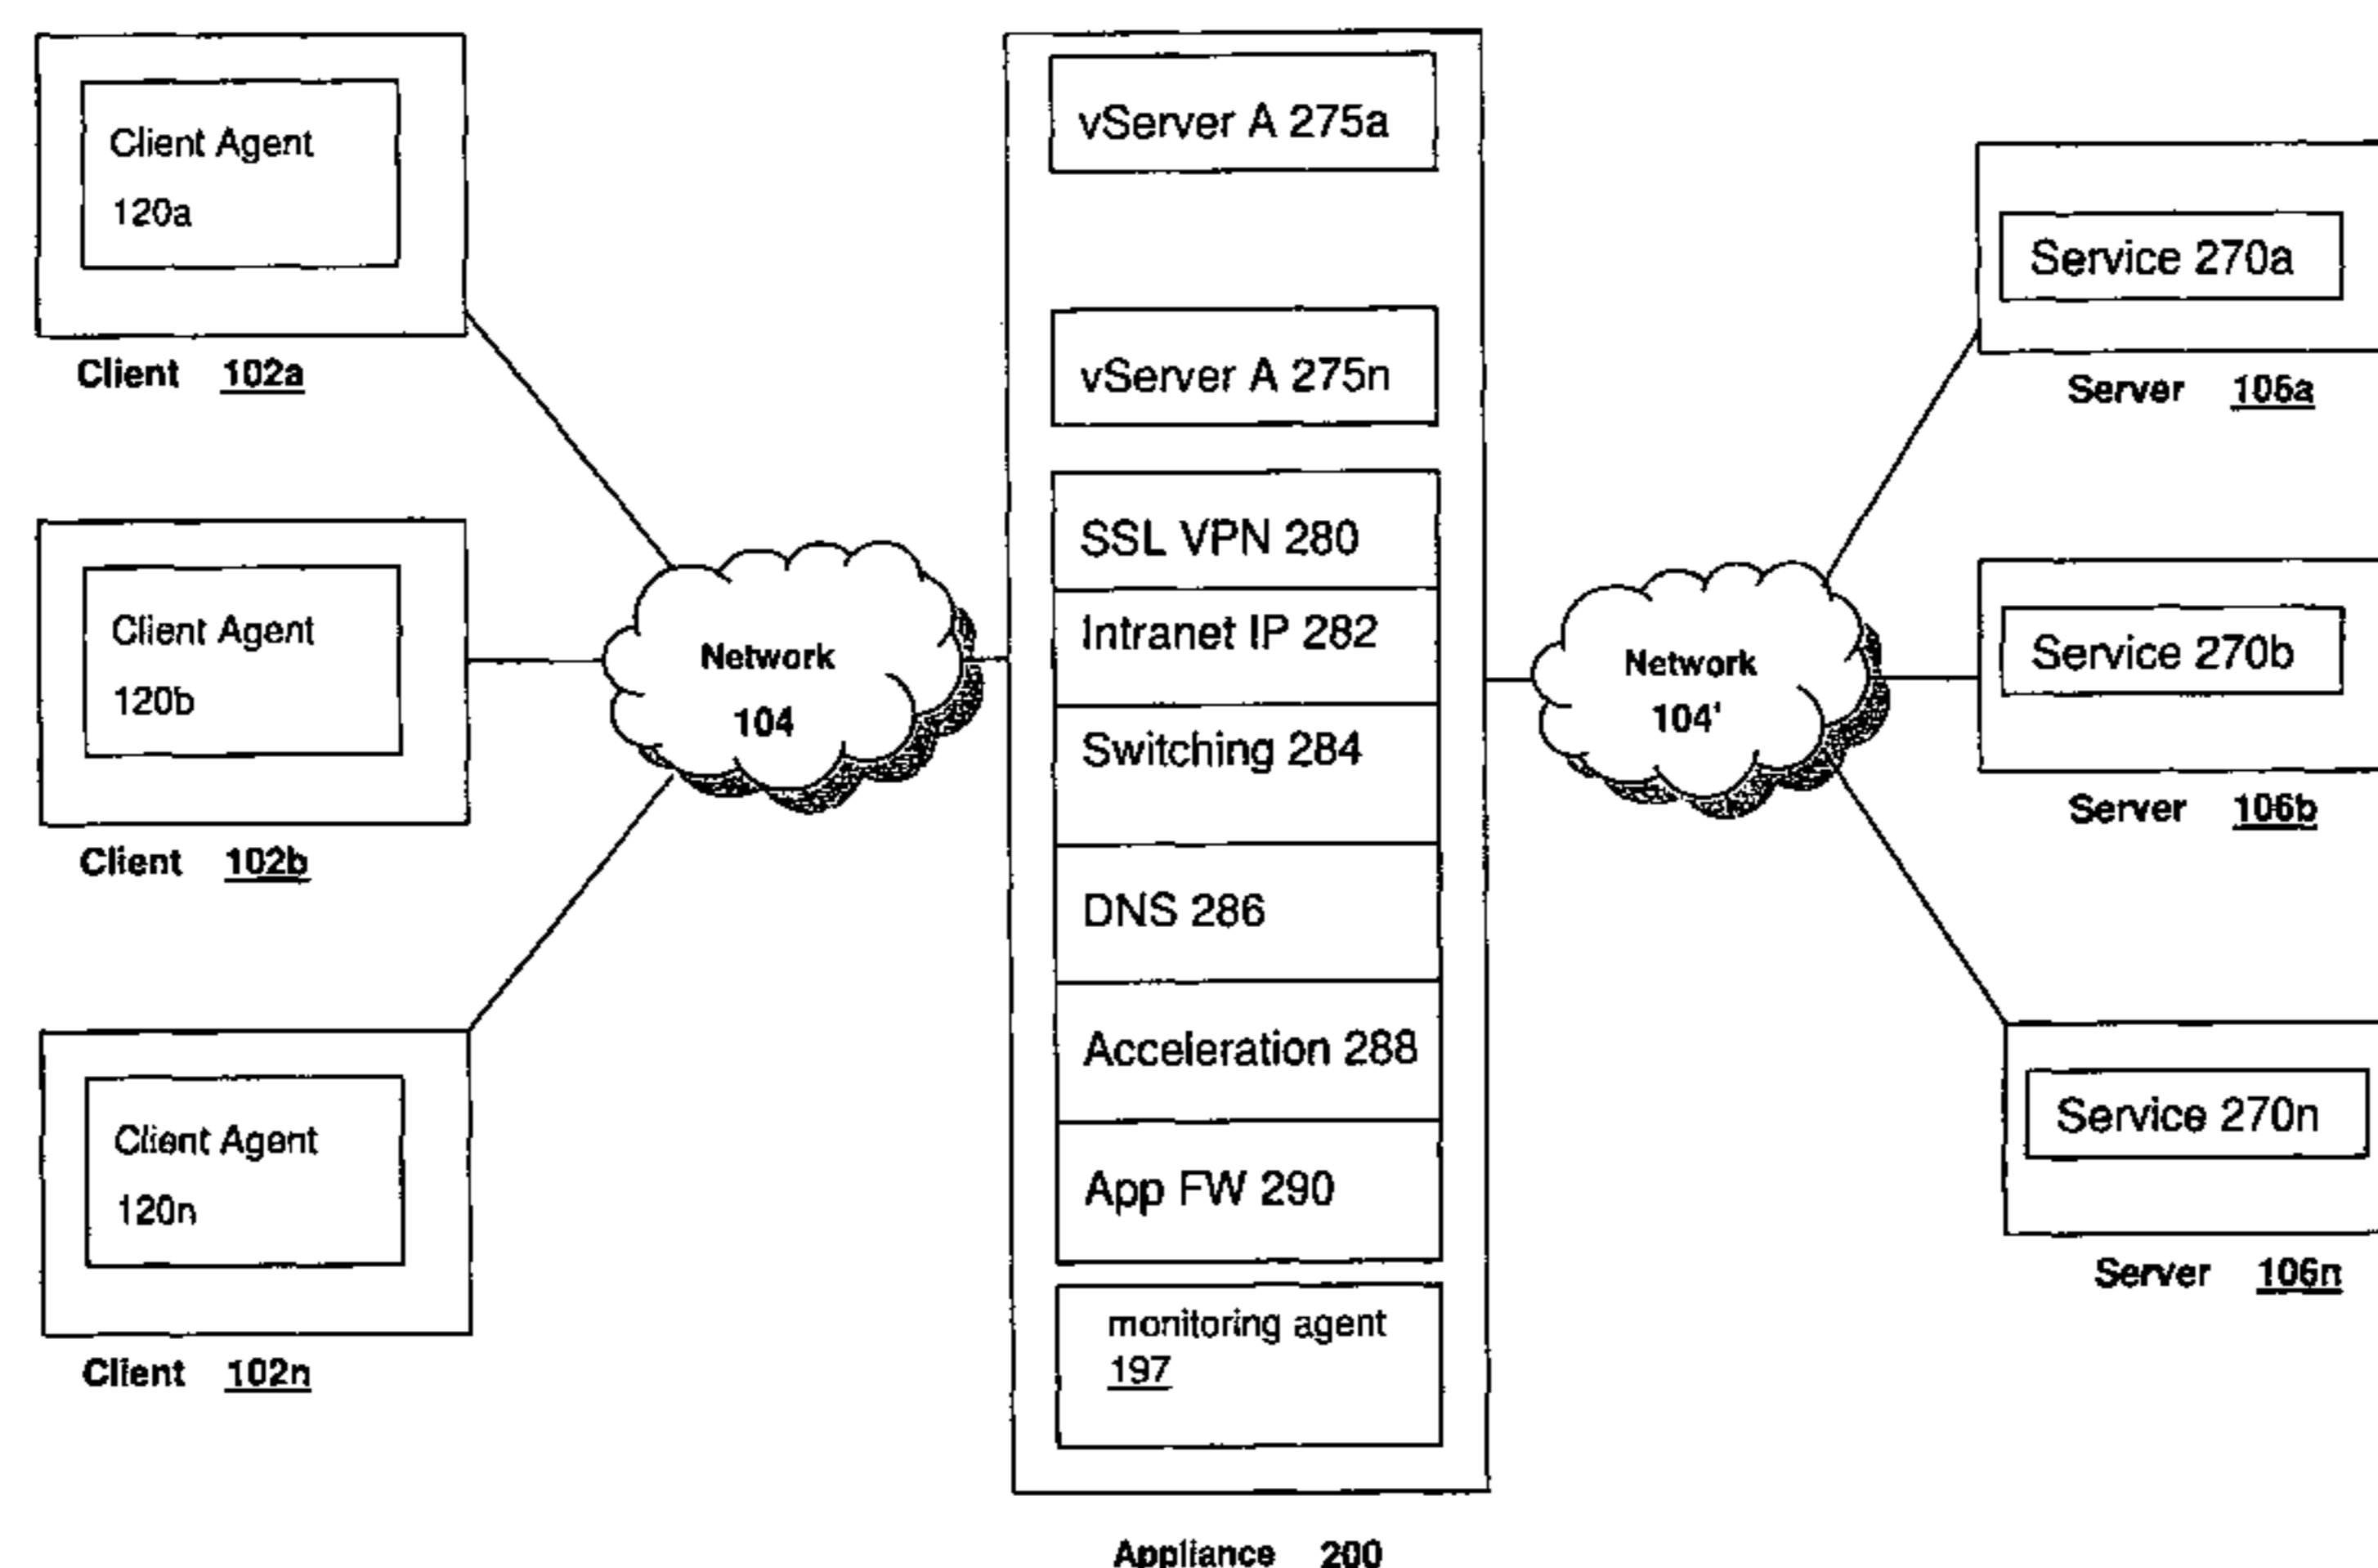 Client Agent
120a
Client 102a
Client Agent
120b
Client 102b
Client Agent
120n
Client 102n
Network
104
vServer A 275a
vServer A 275n
SSL VPN 280
Intranet IP 282
Switching 284
DNS 286
Acceleration 288
App FW 290
monitoring agent
197
Appliance 200
Network
104'
Service 270a
Server 106a
Service 270b
Server 106b
Service 270n
Server 106n